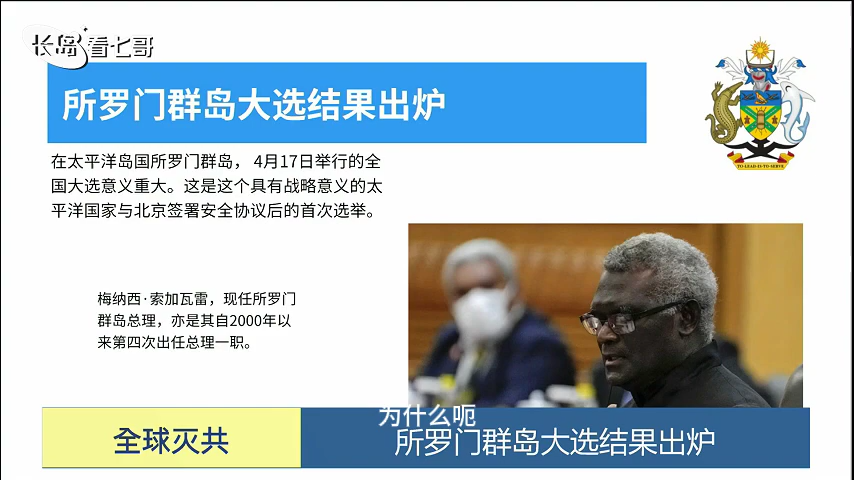 长岛看七哥
所罗门群岛大选结果出炉
在太平洋岛国所罗门群岛， 4月17日举行的全
国大选意义重大。这是这个具有战略意义的太
平洋国家与北京签署安全协议后的首次选举。
TO LEAD IS TO SERVE
梅纳西·索加瓦雷，现任所罗门
群岛总理，亦是其自2000年以
来第四次出任总理一职。
为什么呃
全球灭共
所罗门群岛大选结果出炉